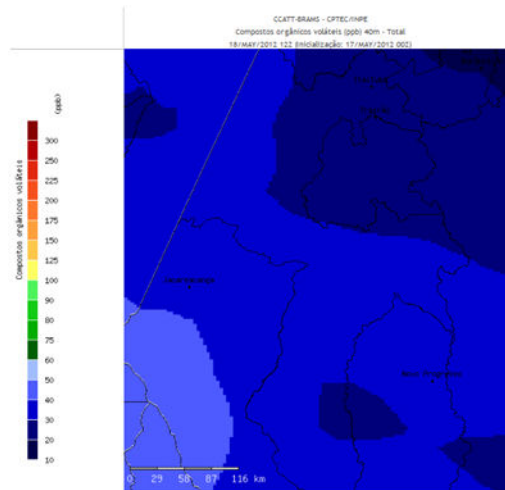 CCATT-BRAMS - CPTEC/INPE
Compostos orgânicos voláteis (ppb) 40m - Total
18/MAY/2012 12Z (Inicialização: 17/MAY/2012 00Z)
(ppb)
Compostos orgânicos voláteis
300
250
225
200
175
150
125
100
90
80
75
60
50
40
30
20
10
0 29 58 87 116 km